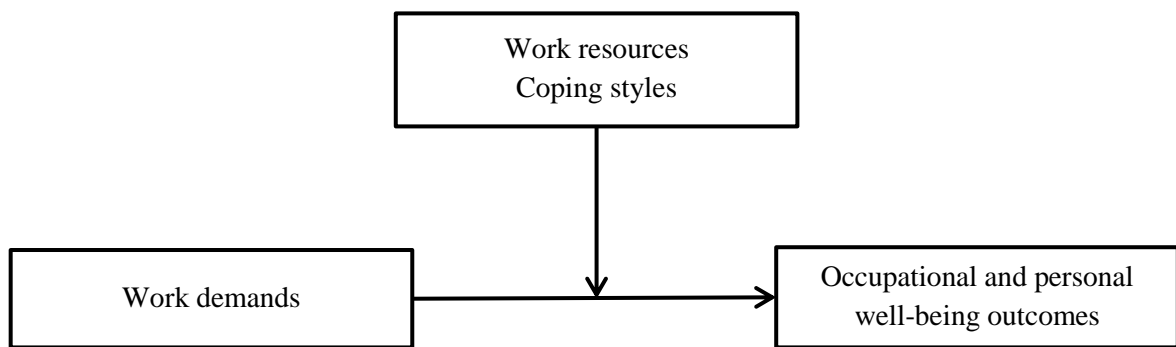 Work resources
Coping styles
Work demands
Occupational and personal
well-being outcomes